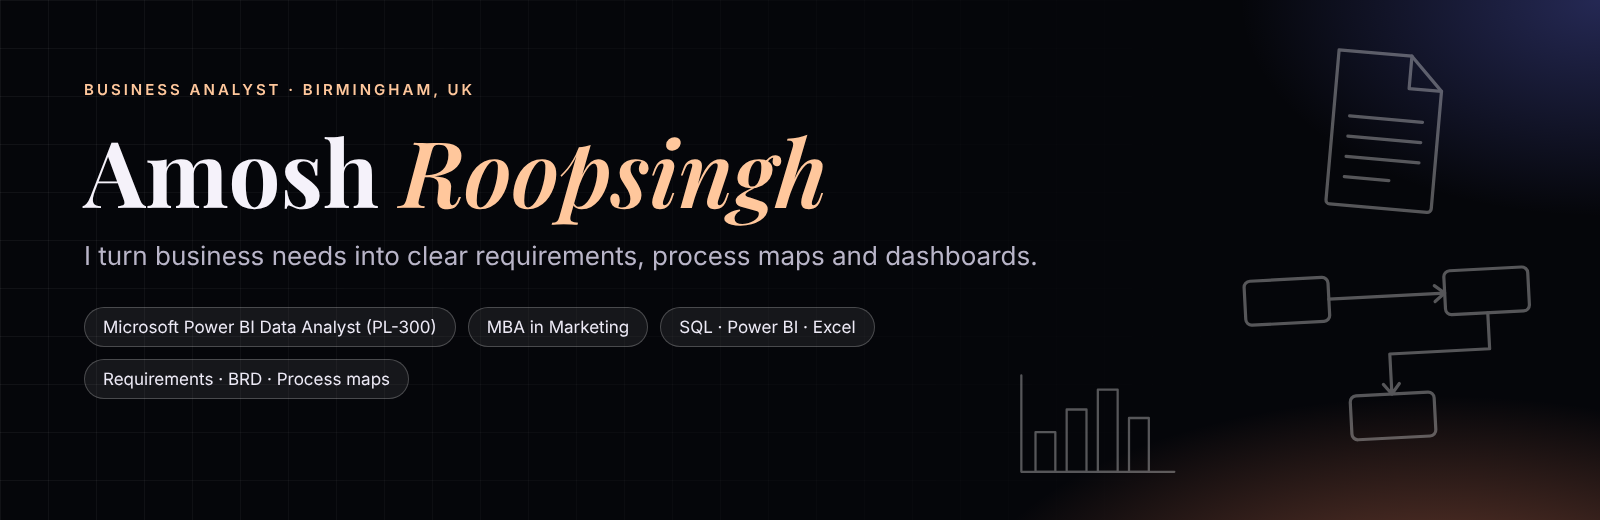 BUSINESS ANALYST · BIRMINGHAM, UK
Amosh Roopsingh
I turn business needs into clear requirements, process maps and dashboards.
Microsoft Power BI Data Analyst (PL-300) MBA in Marketing SQL · Power BI · Excel
Requirements · BRD · Process maps